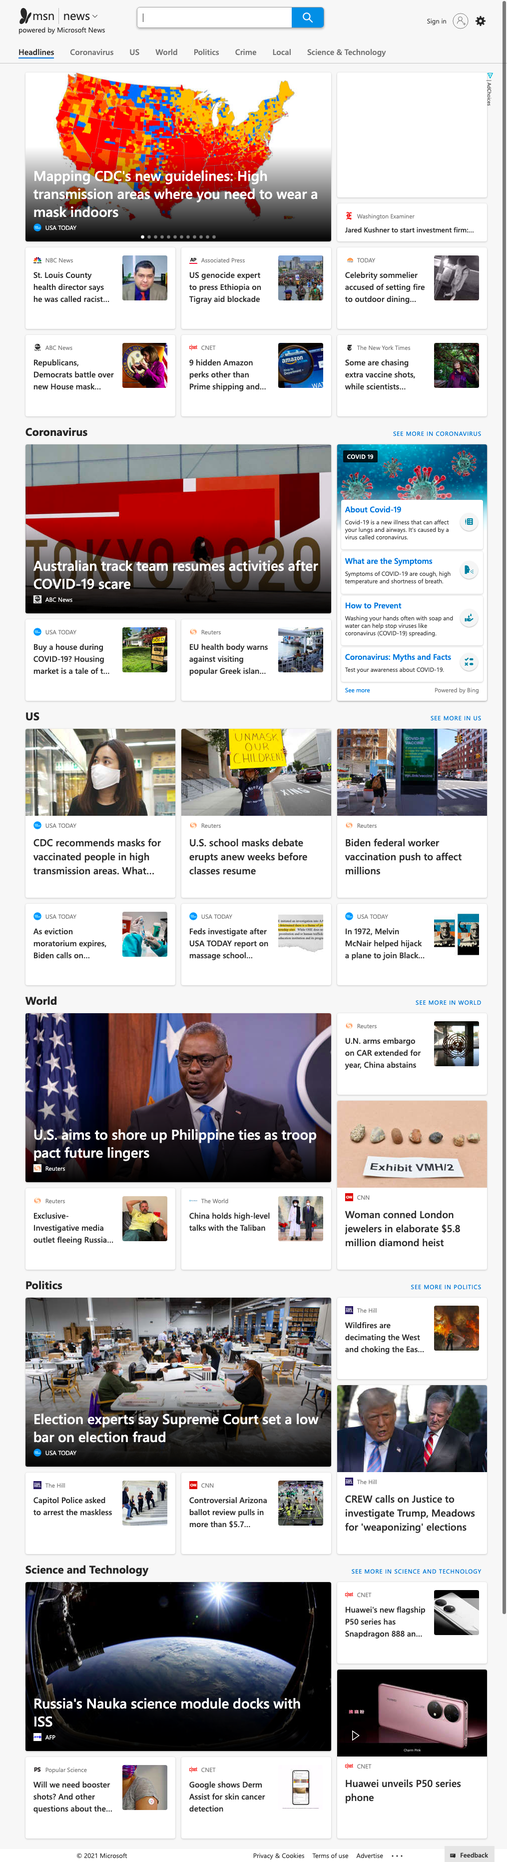 msn news
powered by Microsoft News
Sign in
Headlines Coronavirus US World Politics Crime Local Science & Technology
AdChoices
Mapping CDC's new guidelines: High
transmission areas where you need to wear a
mask indoors
USA TODAY
Washington Examiner
Jared Kushner to start investment firm:...
NBC News
St. Louis County
health director says
he was called racist...
Associated Press
US genocide expert
to press Ethiopia on
Tigray aid blockade
TODAY
Celebrity sommelier
accused of setting fire
to outdoor dining...
ABC News
Republicans,
Democrats battle over
new House mask...
CNET
9 hidden Amazon
perks other than
Prime shipping and...
amazon
The New York Times
Some are chasing
extra vaccine shots,
while scientists...
Coronavirus
SEE MORE IN CORONAVIRUS
TOKYO 2020
Australian track team resumes activities after
COVID-19 scare
ABC News
COVID 19
About Covid-19
Covid-19 is a new illness that can affect
your lungs and airways. It's caused by a
virus called coronavirus.
What are the Symptoms
Symptoms of COVID-19 are cough, high
temperature and shortness of breath.
How to Prevent
Washing your hands often with soap and
water can help stop viruses like
coronavirus (COVID-19) spreading.
Coronavirus: Myths and Facts
Test your awareness about COVID-19.
See more
Powered by Bing
USA TODAY
Buy a house during
COVID-19? Housing
market is a tale of t...
Reuters
EU health body warns
against visiting
popular Greek islan...
US
SEE MORE IN US
UNMASK
OUR
CHILDREN
XING
USA TODAY
CDC recommends masks for
vaccinated people in high
transmission areas. What...
Reuters
U.S. school masks debate
erupts anew weeks before
classes resume
Reuters
Biden federal worker
vaccination push to affect
millions
USA TODAY
As eviction
moratorium expires,
Biden calls on...
USA TODAY
Feds investigate after
USA TODAY report on
massage school...
USA TODAY
In 1972, Melvin
McNair helped hijack
a plane to join Black...
World
SEE MORE IN WORLD
U.S. aims to shore up Philippine ties as troop
pact future lingers
Reuters
Reuters
U.N. arms embargo
on CAR extended for
year, China abstains
Exhibit VMH/2
CNN
Woman conned London
jewelers in elaborate $5.8
million diamond heist
Reuters
Exclusive-
Investigative media
outlet fleeing Russia...
The World
China holds high-level
talks with the Taliban
Politics
SEE MORE IN POLITICS
Election experts say Supreme Court set a low
bar on election fraud
USA TODAY
The Hill
Wildfires are
decimating the West
and choking the Eas...
The Hill
CREW calls on Justice to
investigate Trump, Meadows
for 'weaponizing' elections
The Hill
Capitol Police asked
to arrest the maskless
CNN
Controversial Arizona
ballot review pulls in
more than $5.7...
Science and Technology
SEE MORE IN SCIENCE AND TECHNOLOGY
Russia's Nauka science module docks with
ISS
AFP
CNET
Huawei's new flagship
P50 series has
Snapdragon 888 an...
CNET
Huawei unveils P50 series
phone
PS Popular Science
Will we need booster
shots? And other
questions about the...
CNET
Google shows Derm
Assist for skin cancer
detection
© 2021 Microsoft Privacy & Cookies Terms of use Advertise ... Feedback